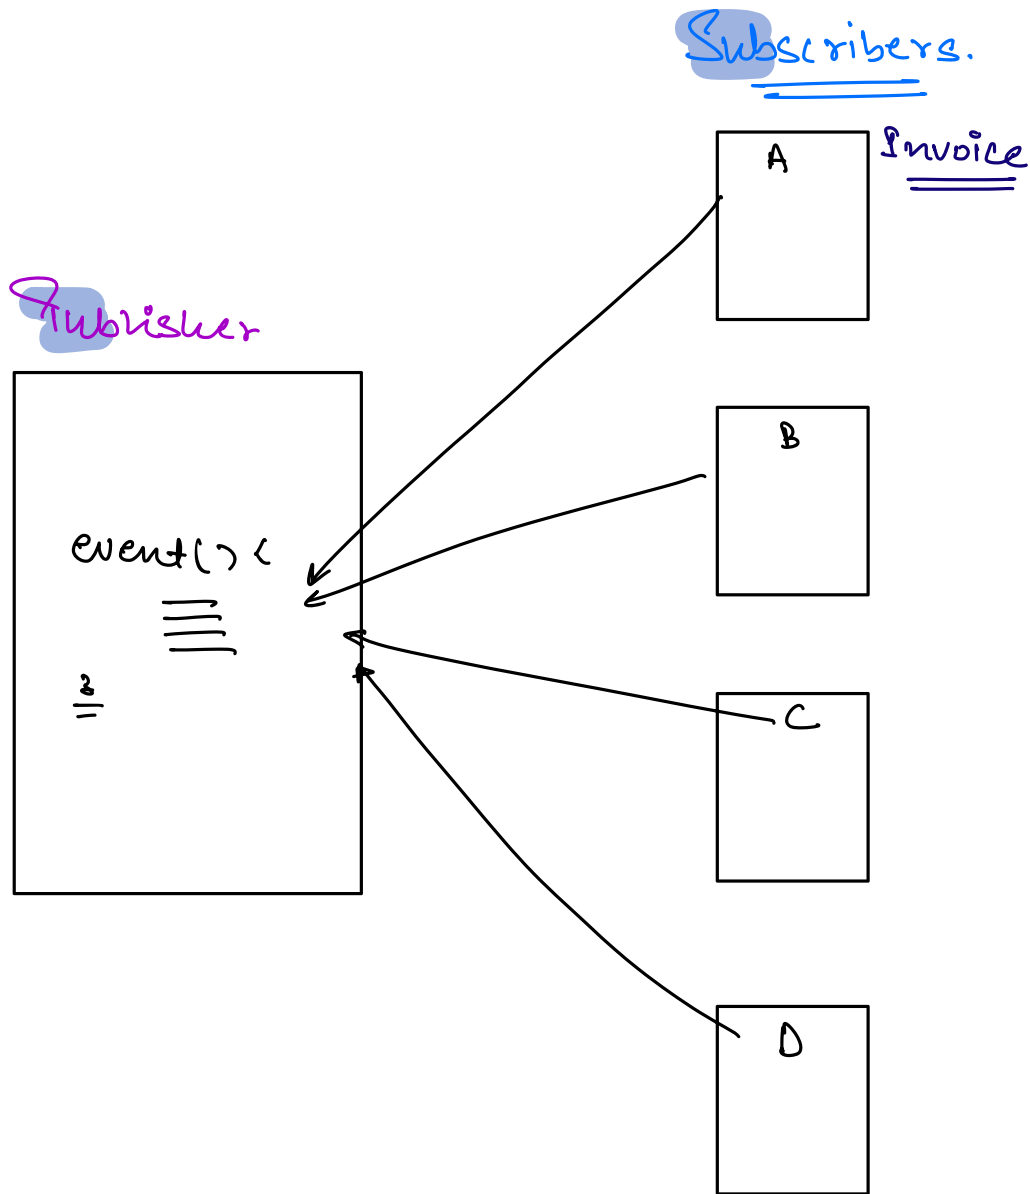 Subscribers.
Invoice
A
Publisher
B
event() {
}
C
D